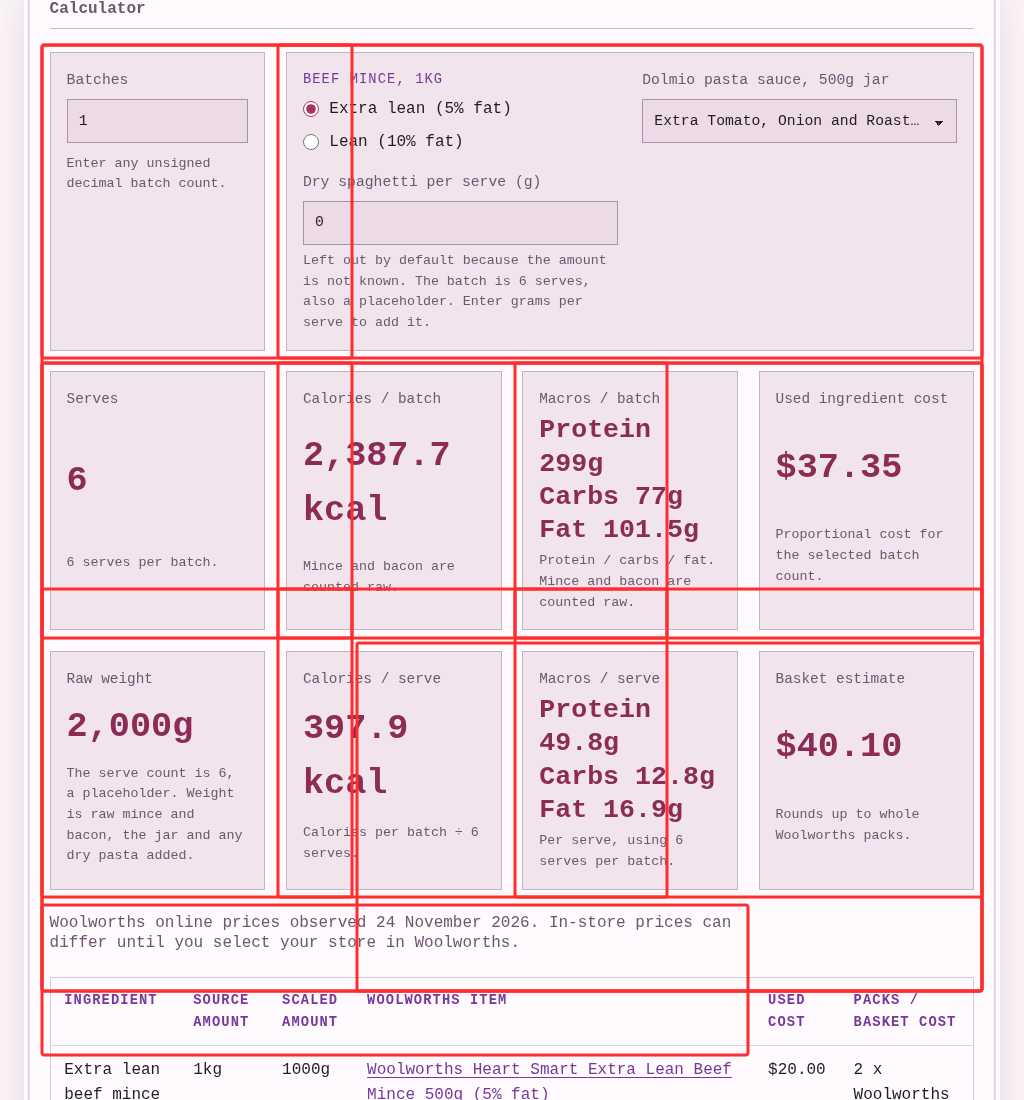 Calculator
Batches
1
Enter any unsigned
decimal batch count.
BEEF MINCE, 1KG
Extra lean (5% fat)
Lean (10% fat)
Dolmio pasta sauce, 500g jar
Extra Tomato, Onion and Roast…
Dry spaghetti per serve (g)
0
Left out by default because the amount
is not known. The batch is 6 serves,
also a placeholder. Enter grams per
serve to add it.
Serves
6
6 serves per batch.
Calories / batch
2,387.7
kcal
Mince and bacon are
counted raw.
Macros / batch
Protein
299g
Carbs 77g
Fat 101.5g
Protein / carbs / fat.
Mince and bacon are
counted raw.
Used ingredient cost
$37.35
Proportional cost for
the selected batch
count.
Raw weight
2,000g
The serve count is 6,
a placeholder. Weight
is raw mince and
bacon, the jar and any
dry pasta added.
Calories / serve
397.9
kcal
Calories per batch ÷ 6
serves.
Macros / serve
Protein
49.8g
Carbs 12.8g
Fat 16.9g
Per serve, using 6
serves per batch.
Basket estimate
$40.10
Rounds up to whole
Woolworths packs.
Woolworths online prices observed 24 November 2026. In-store prices can
differ until you select your store in Woolworths.
INGREDIENT
SOURCE
AMOUNT
SCALED
AMOUNT
WOOLWORTHS ITEM
USED
COST
PACKS /
BASKET COST
Extra lean
beef mince
1kg
1000g
Woolworths Heart Smart Extra Lean Beef
Mince 500g (5% fat)
$20.00
2 x
Woolworths